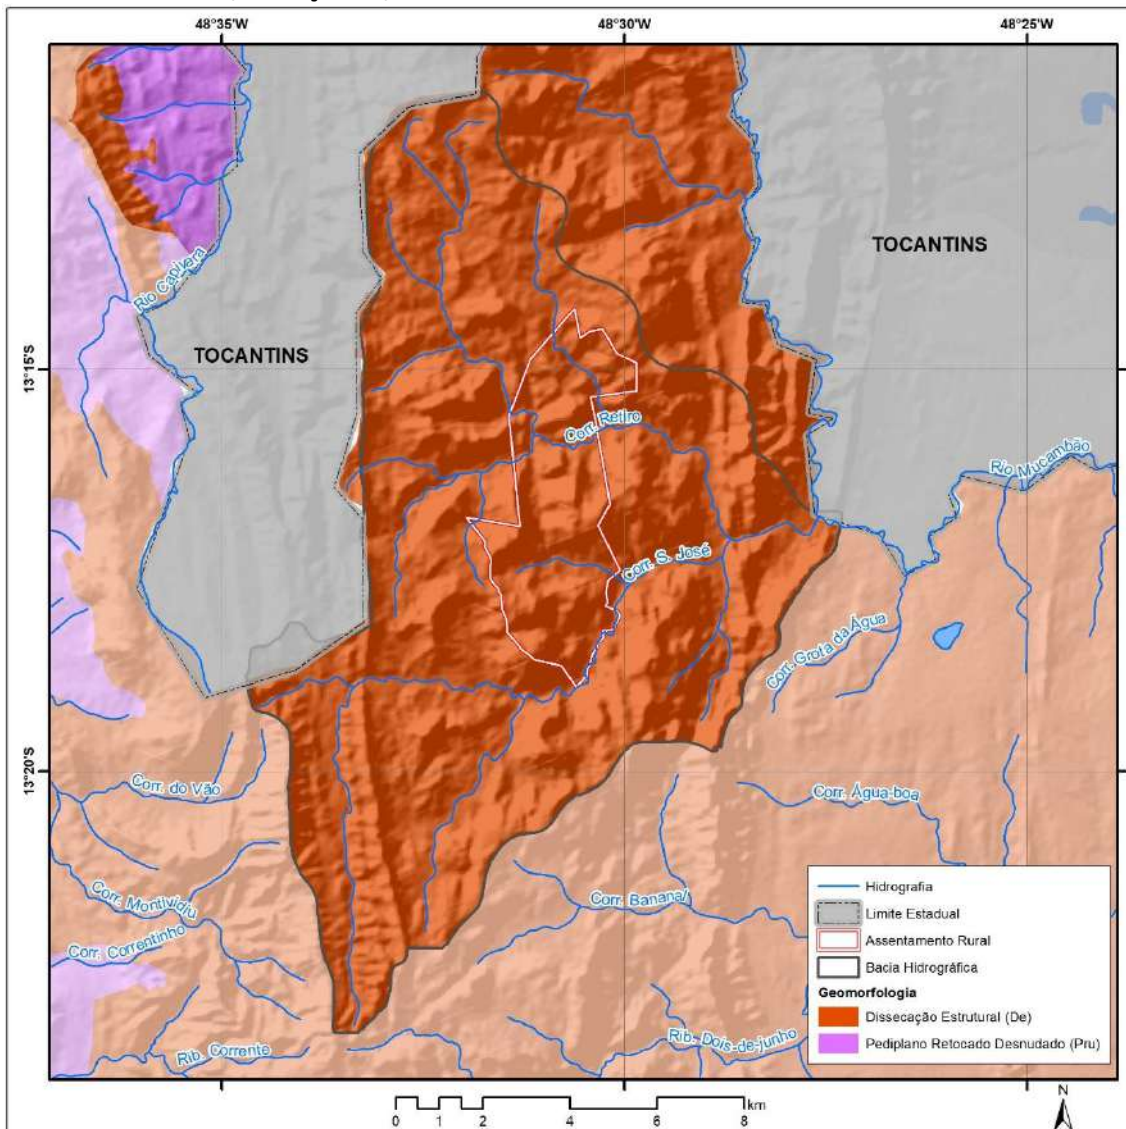 48°35'W
48°30'W
48°25'W
TOCANTINS
Rio Capivera
13°15'S
TOCANTINS
Corr. Retiro
Rio Mucambão
Corr. S. José
Corr. Grota da Água
13°20'S
Corr. do Vão
Corr. Água-boa
Corr. Montividiu
Corr. Bananal
Corr. Correntinho
Rib. Dois-de-junho
Rib. Corrente
Hidrografia
Limite Estadual
Assentamento Rural
Bacia Hidrográfica
Geomorfologia
Dissecação Estrutural (De)
Pediplano Retocado Desnudado (Pru)
N
km
0 1 2 4 6 8